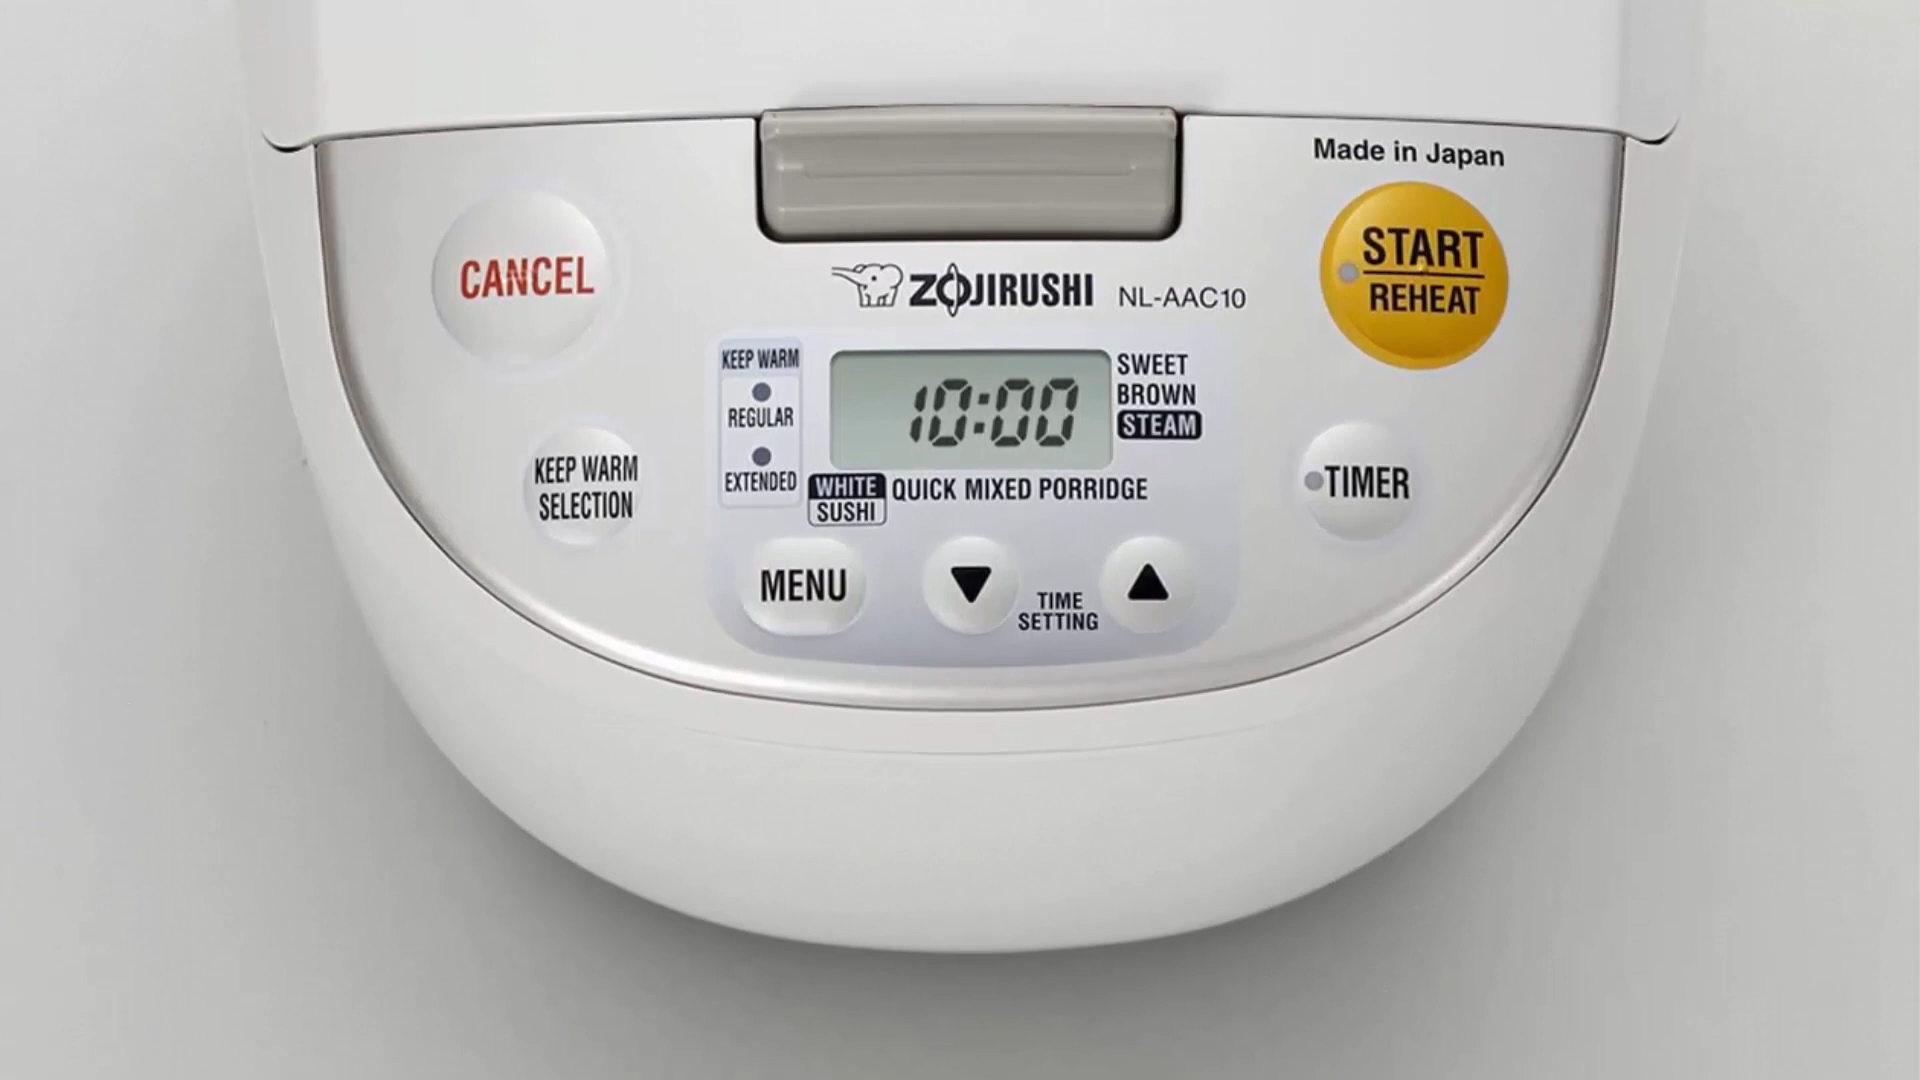 Made in Japan
CANCEL
ZOJIRUSHI NL-AAC10
START
REHEAT
KEEP WARM
REGULAR
EXTENDED
10:00
SWEET
BROWN
STEAM
WHITE
SUSHI
QUICK MIXED PORRIDGE
KEEP WARM
SELECTION
TIMER
MENU
▼
TIME
SETTING
▲